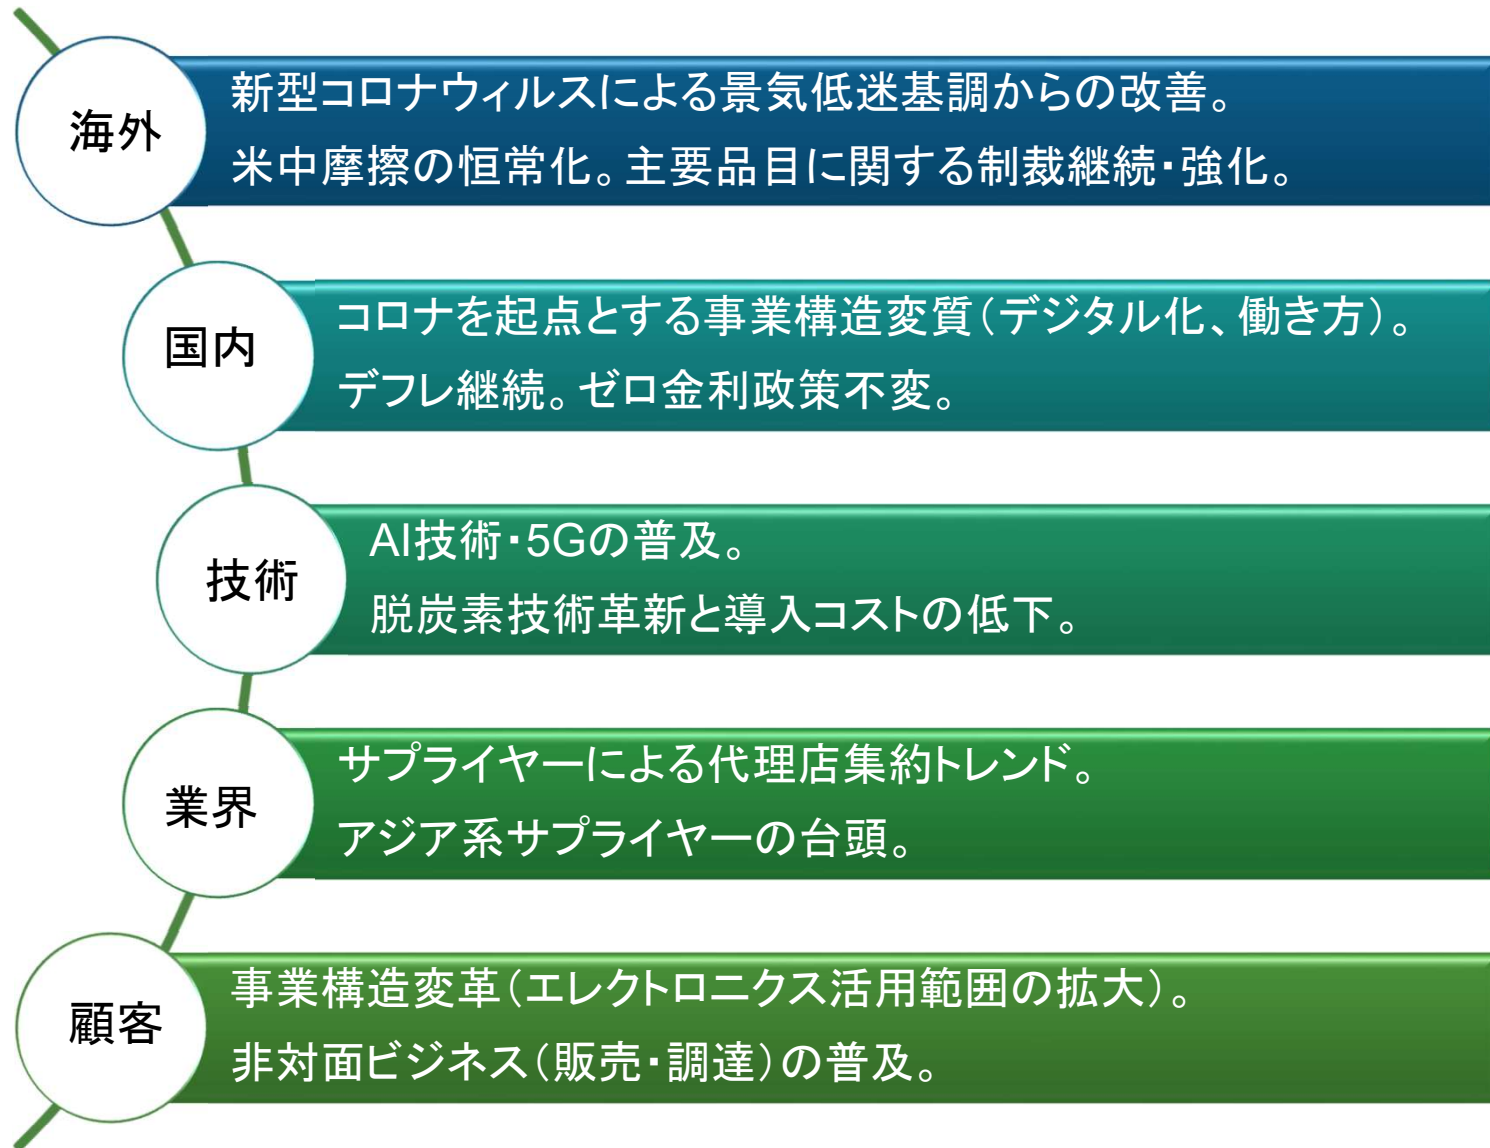 海外
新型コロナウィルスによる景気低迷基調からの改善。
米中摩擦の恒常化。主要品目に関する制裁継続・強化。
国内
コロナを起点とする事業構造変質(デジタル化、働き方)。
デフレ継続。ゼロ金利政策不変。
技術
AI技術・5Gの普及。
脱炭素技術革新と導入コストの低下。
業界
サプライヤーによる代理店集約トレンド。
アジア系サプライヤーの台頭。
顧客
事業構造変革(エレクトロニクス活用範囲の拡大)。
非対面ビジネス(販売・調達)の普及。